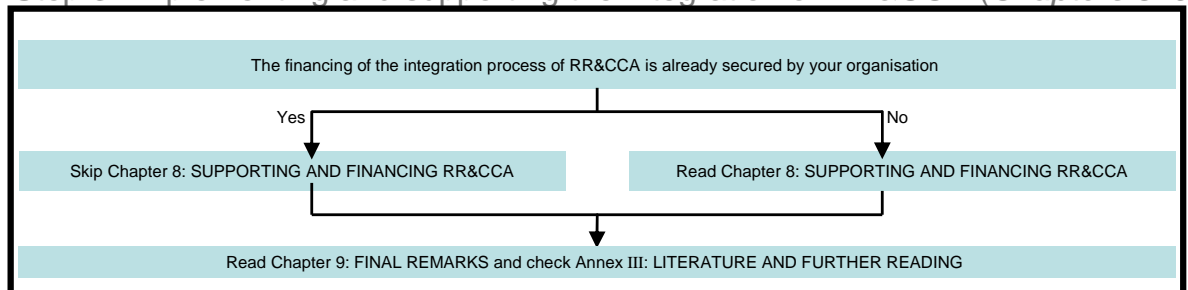 The financing of the integration process of RR&CCA is already secured by your organisation
Yes
No
Skip Chapter 8: SUPPORTING AND FINANCING RR&CCA
Read Chapter 8: SUPPORTING AND FINANCING RR&CCA
Read Chapter 9: FINAL REMARKS and check Annex III: LITERATURE AND FURTHER READING